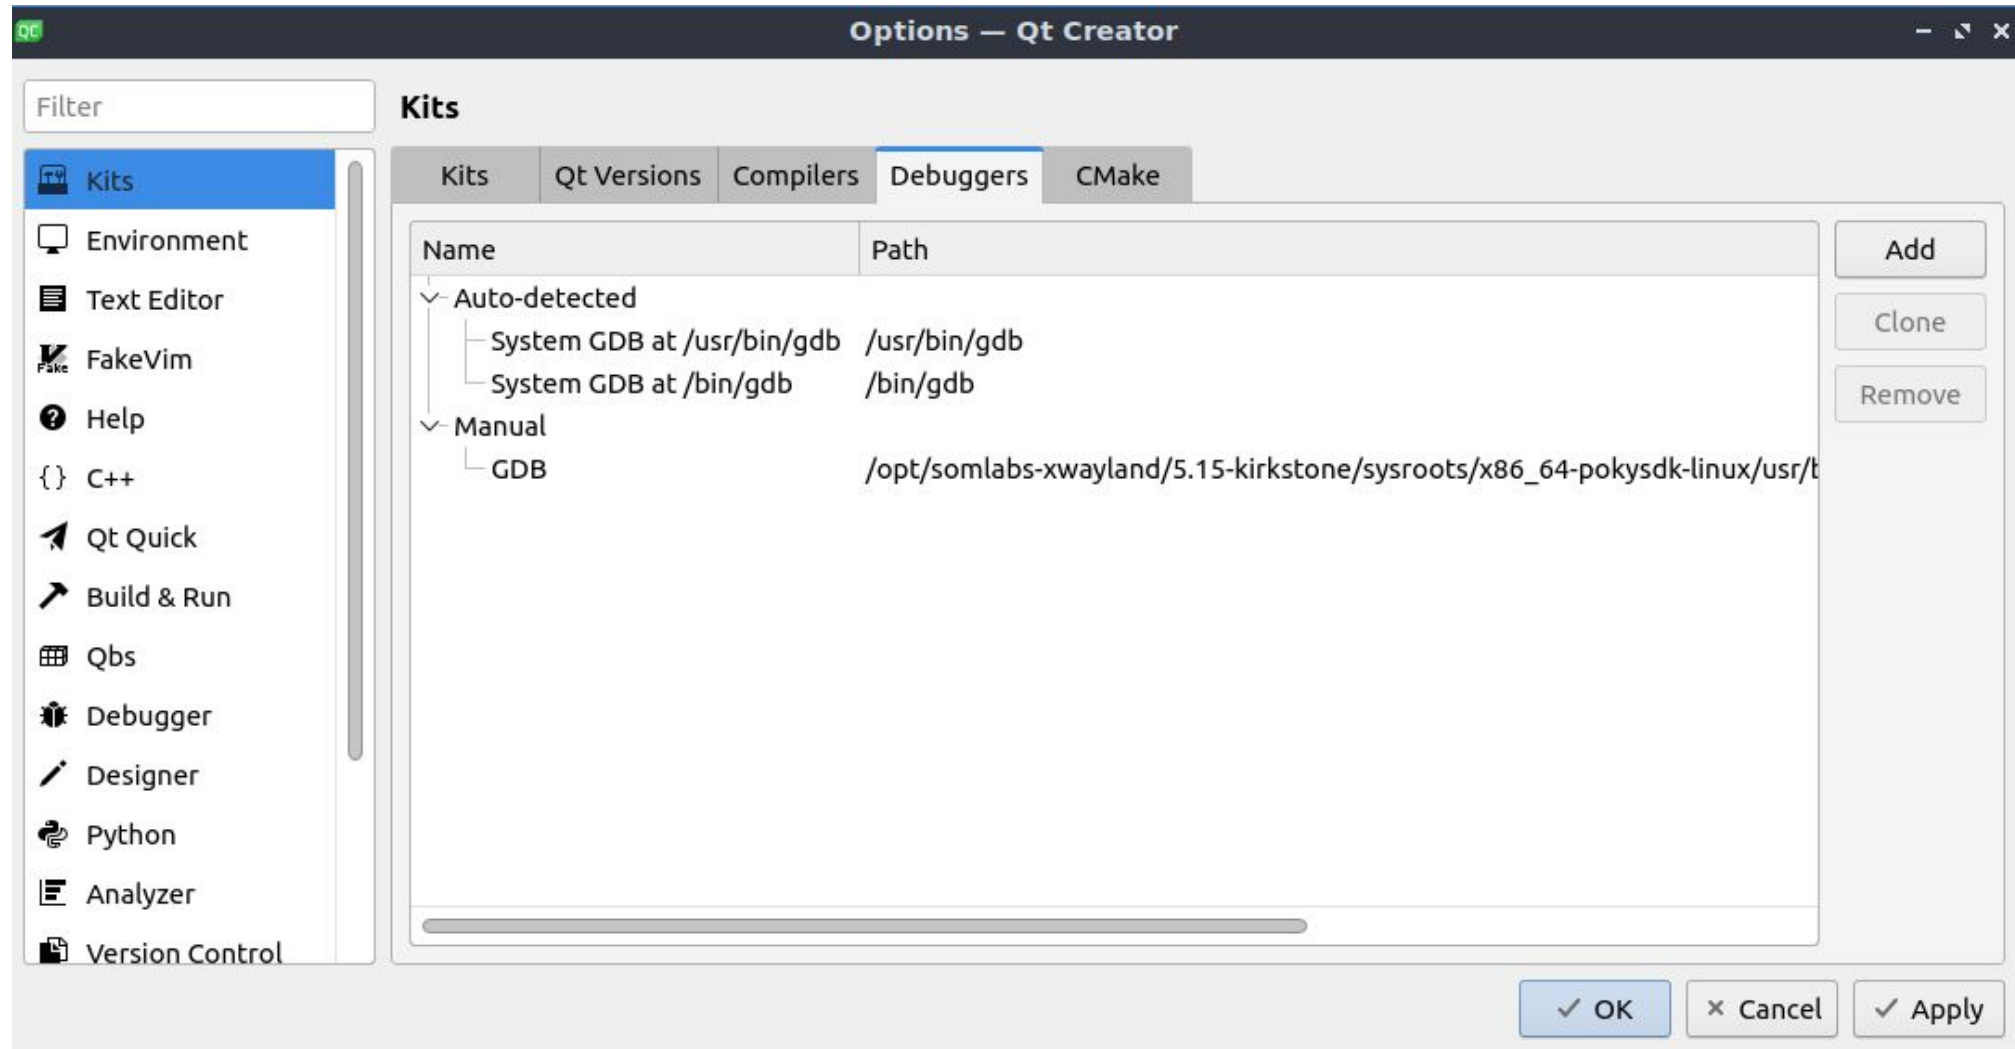 QC
Options — Qt Creator
Filter
Kits
Environment
Text Editor
Fake
FakeVim
Help
C++
Qt Quick
Build & Run
Qbs
Debugger
Designer
Python
Analyzer
Version Control
Kits
Kits
Qt Versions
Compilers
Debuggers
CMake
Name
Path
Auto-detected
System GDB at /usr/bin/gdb /usr/bin/gdb
System GDB at /bin/gdb /bin/gdb
Manual
GDB /opt/somlabs-xwayland/5.15-kirkstone/sysroots/x86_64-pokysdk-linux/usr/
Add
Clone
Remove
OK
Cancel
Apply